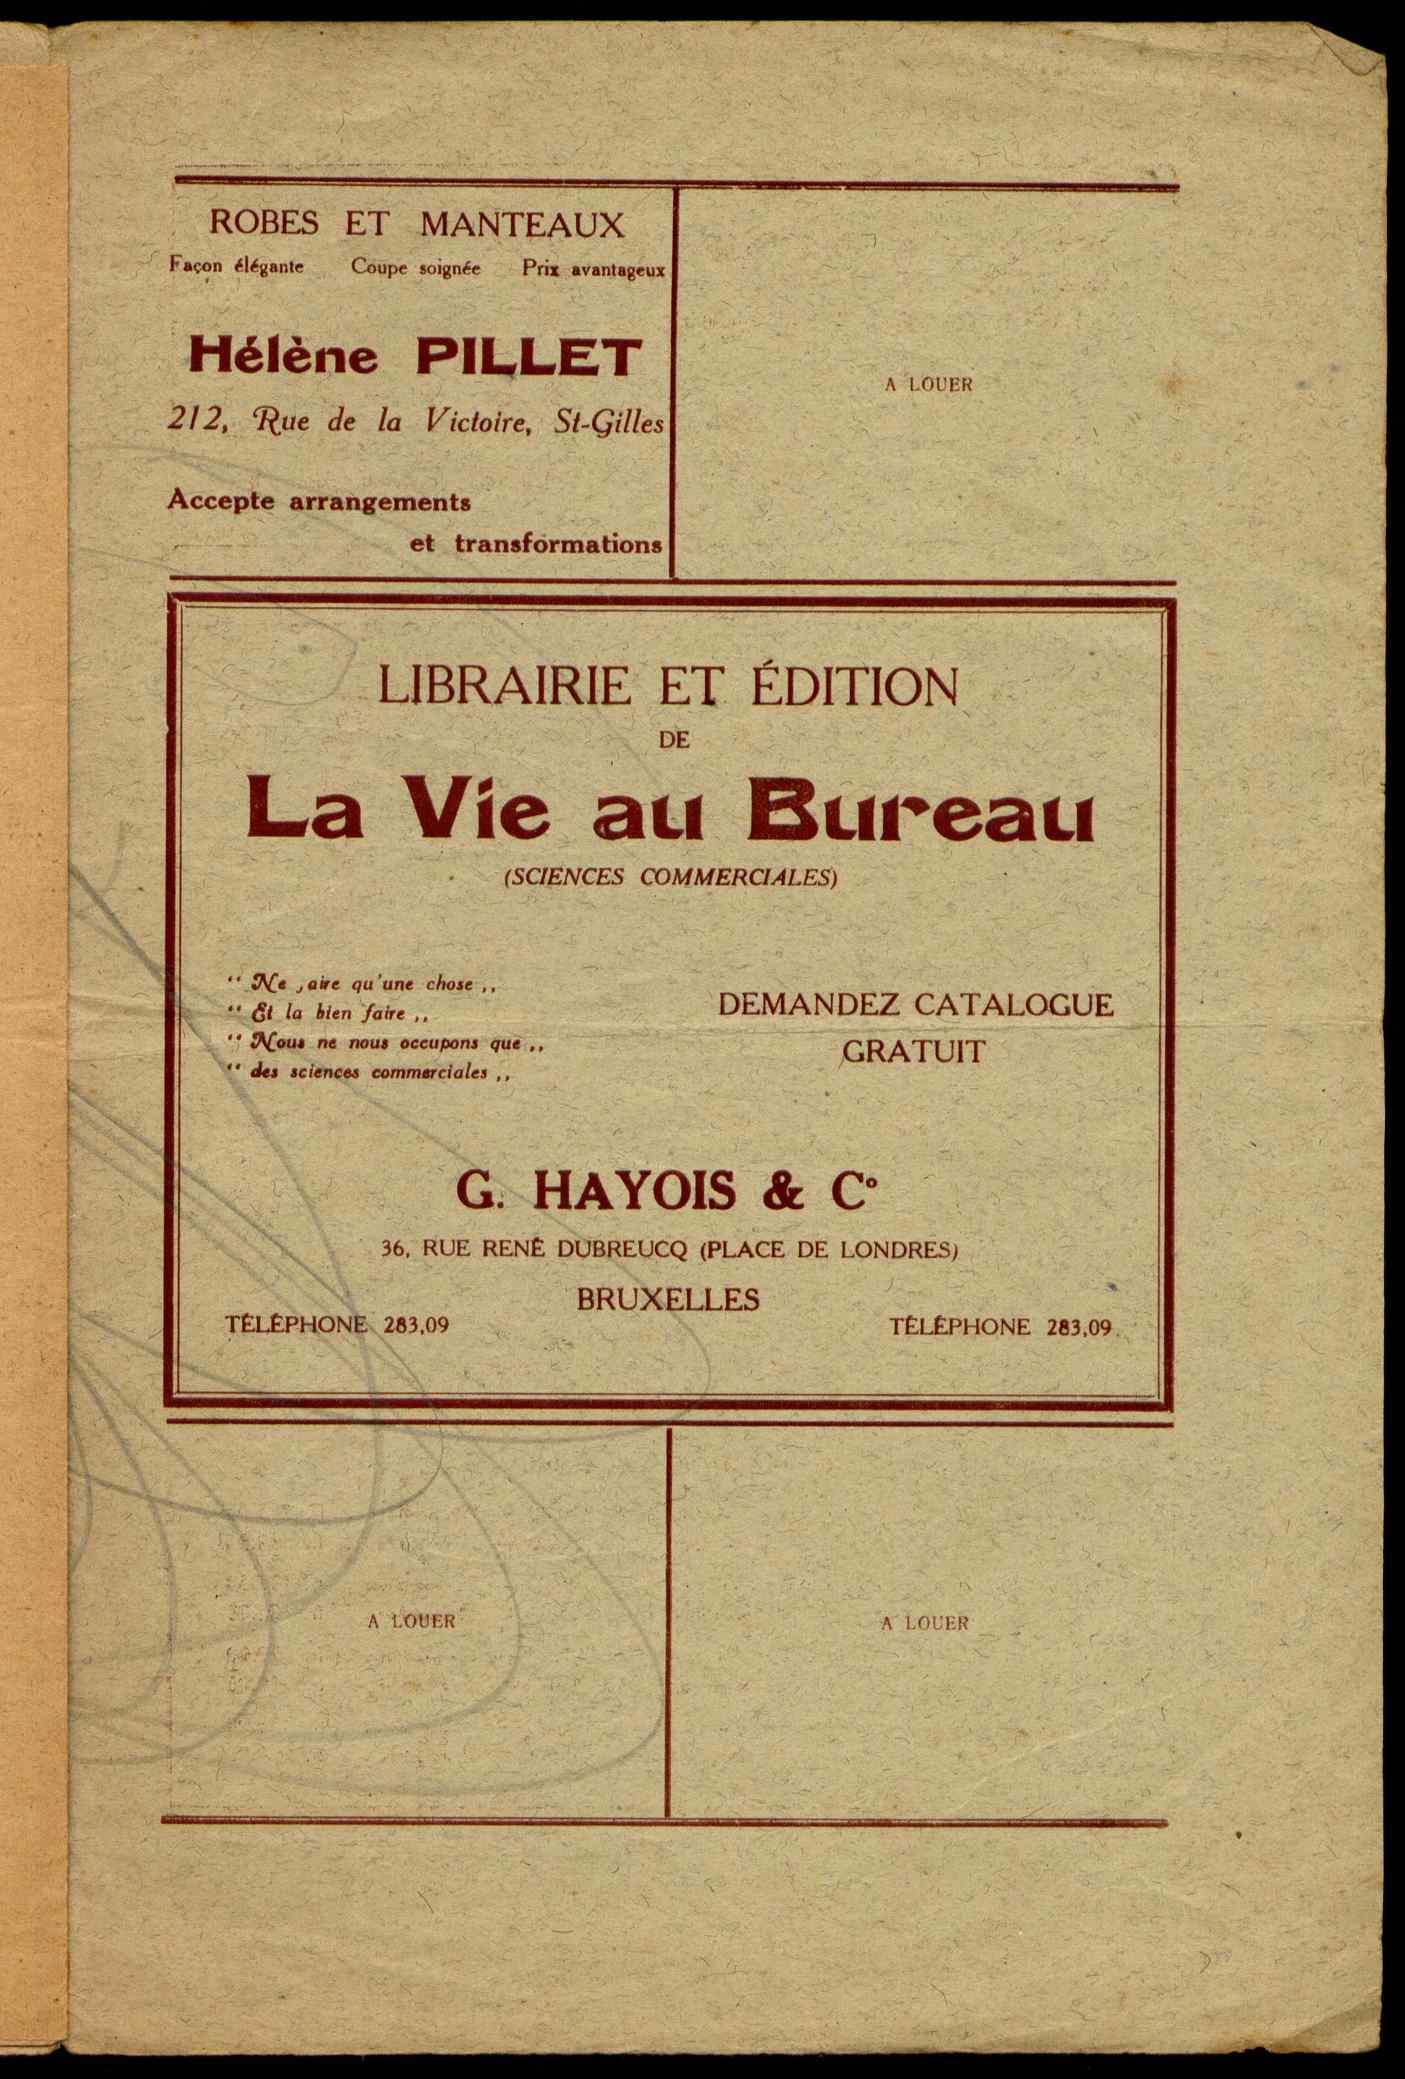 ROBES ET MANTEAUX
Façon élégante Coupe soignée Prix avantageux
Hélène PILLET
212, Rue de la Victoire, St-Gilles
Accepte arrangements
et transformations
A LOUER
LIBRAIRIE ET ÉDITION
DE
La Vie au Bureau
(SCIENCES COMMERCIALES)
“ Ne aire qu'une chose ,,
“ Et la bien faire ,,
“ Nous ne nous occupons que ,,
“ des sciences commerciales ,,
DEMANDEZ CATALOGUE
GRATUIT
G. HAYOIS & Cº
36, RUE RENÉ DUBREUCQ (PLACE DE LONDRES)
BRUXELLES
TÉLÉPHONE 283,09
TÉLÉPHONE 283,09
A LOUER
A LOUER